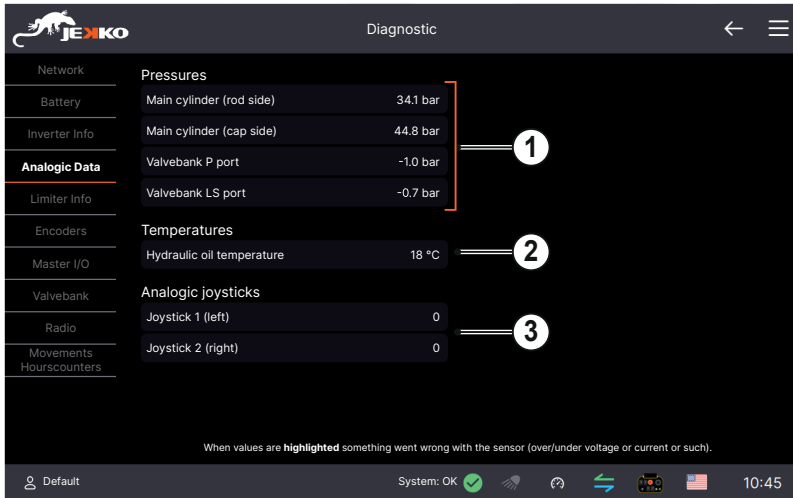 JEKKO
Diagnostic
Network
Battery
Inverter Info
Analogic Data
Limiter Info
Encoders
Master I/O
Valvebank
Radio
Movements
Hourscounters
Pressures
Main cylinder (rod side) 34.1 bar
Main cylinder (cap side) 44.8 bar
Valvebank P port -1.0 bar
Valvebank LS port -0.7 bar
1
Temperatures
Hydraulic oil temperature 18 °C
2
Analogic joysticks
Joystick 1 (left) 0
Joystick 2 (right) 0
3
When values are highlighted something went wrong with the sensor (over/under voltage or current or such).
Default System: OK 10:45